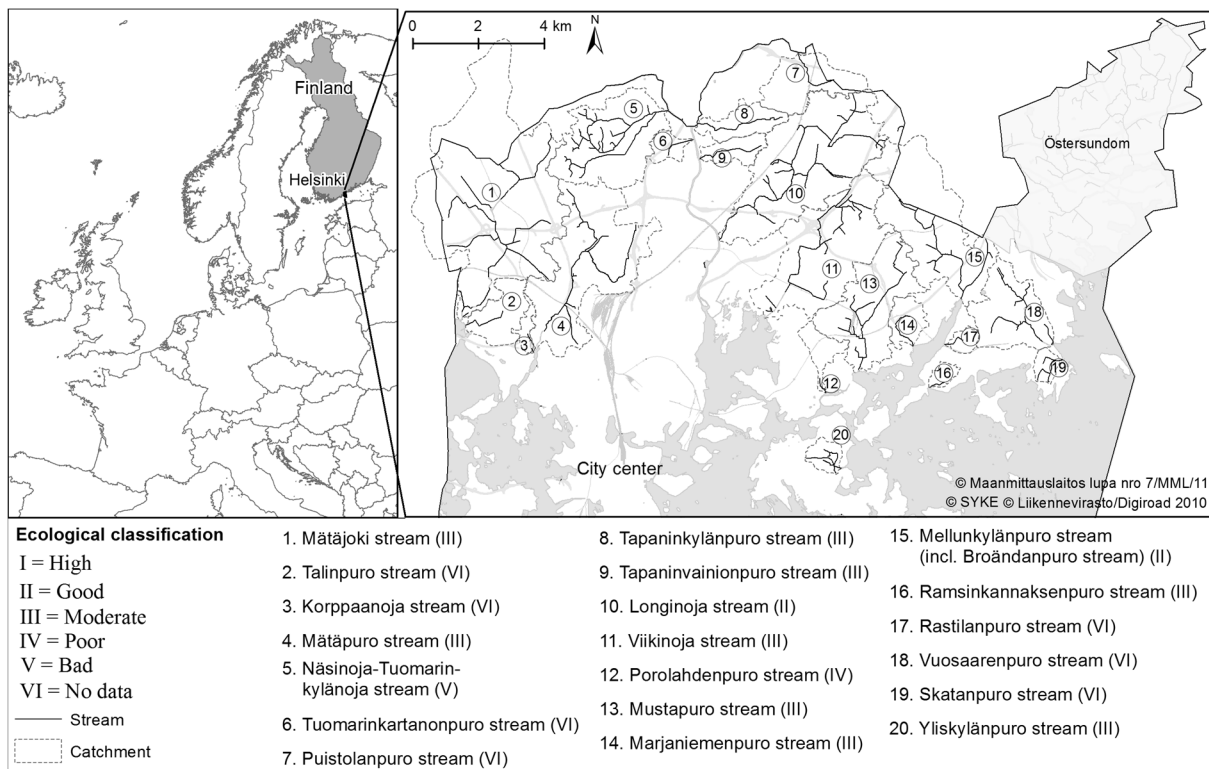 0 2 4 km
N
Finland
Helsinki
Östersundom
City center
1
2
3
4
5
6
7
8
9
10
11
12
13
14
15
16
17
18
19
20
© Maanmittauslaitos lupa nro 7/MML/11
© SYKE © Liikennevirasto/Digiroad 2010
Ecological classification
I = High
II = Good
III = Moderate
IV = Poor
V = Bad
VI = No data
Stream
Catchment
1. Mätäjoki stream (III)
2. Talinpuro stream (VI)
3. Korppaanoja stream (VI)
4. Mätäpuro stream (III)
5. Näsinoja-Tuomarin-
kylänoja stream (V)
6. Tuomarinkartanonpuro stream (VI)
7. Puistolanpuro stream (VI)
8. Tapaninkylänpuro stream (III)
9. Tapaninvainionpuro stream (III)
10. Longinoja stream (II)
11. Viikinoja stream (III)
12. Porolahdenpuro stream (IV)
13. Mustapuro stream (III)
14. Marjaniemenpuro stream (III)
15. Mellunkylänpuro stream
(incl. Broändanpuro stream) (II)
16. Ramsinkannaksenpuro stream (III)
17. Rastilanpuro stream (VI)
18. Vuosaarenpuro stream (VI)
19. Skatanpuro stream (VI)
20. Yliskylänpuro stream (III)